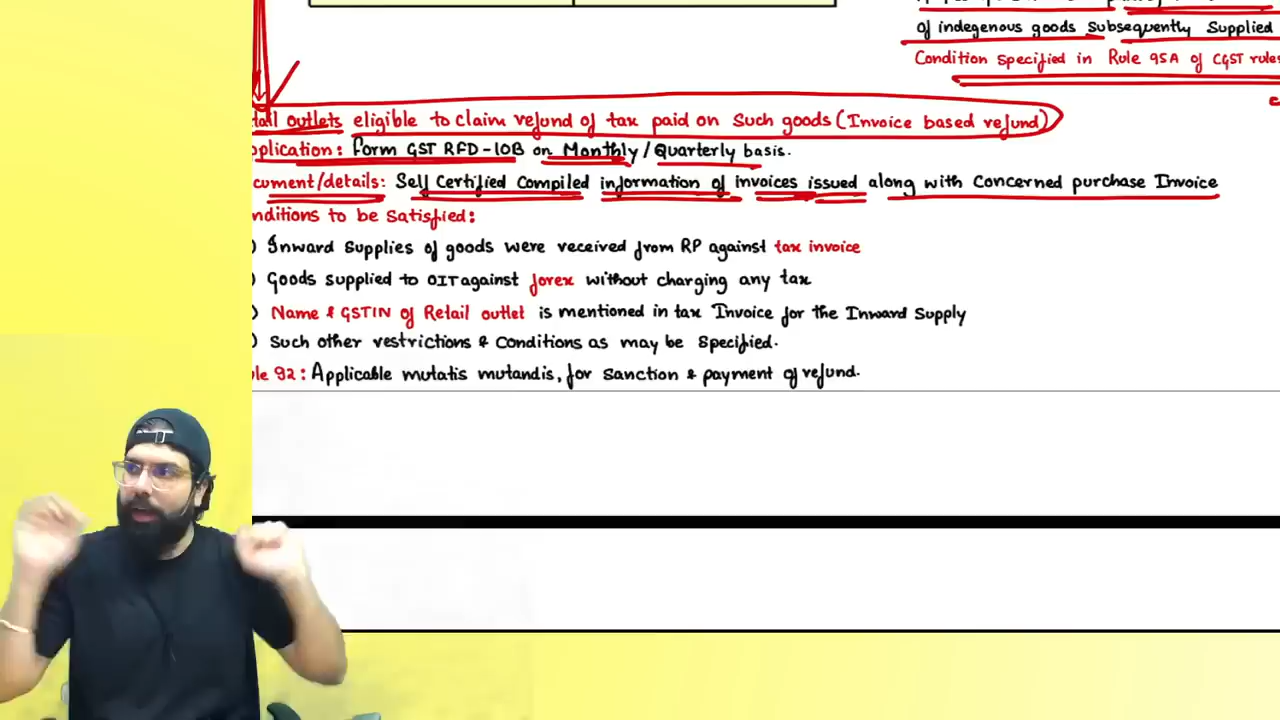 of indegenous goods Subsequently Supplied
Condition specified in Rule 95A of CGST rules
tail outlets eligible to claim refund of tax paid on Such goods (Invoice based refund)
pplication: Form GST RFD-10B on Monthly / Quarterly basis.
cument/details: Self Certified Compiled information of invoices issued along with Concerned purchase Invoice
nditions to be Satisfied:
) Inward Supplies of goods were received from RP against tax invoice
) Goods supplied to OIT against forex without charging any tax
) Name & GSTIN of Retail outlet is mentioned in tax Invoice for the Inward Supply
) Such other restrictions & Conditions as may be Specified.
le 92: Applicable mutatis mutandis, for Sanction & payment of refund.